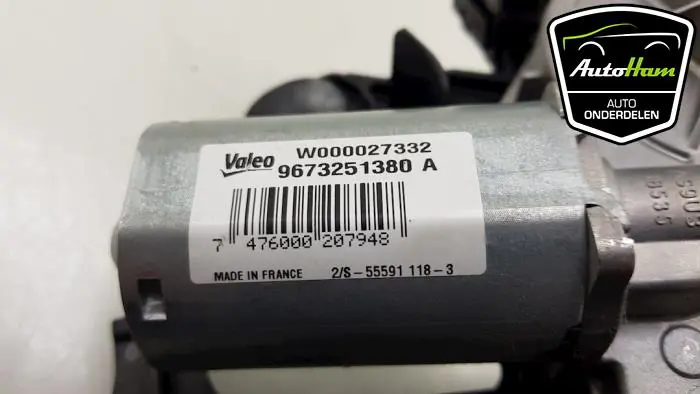 AutoHam
AUTO
ONDERDELEN
Valeo
W000027332
9673251380 A
7 476000 207948
MADE IN FRANCE 2/S-55591 118-3